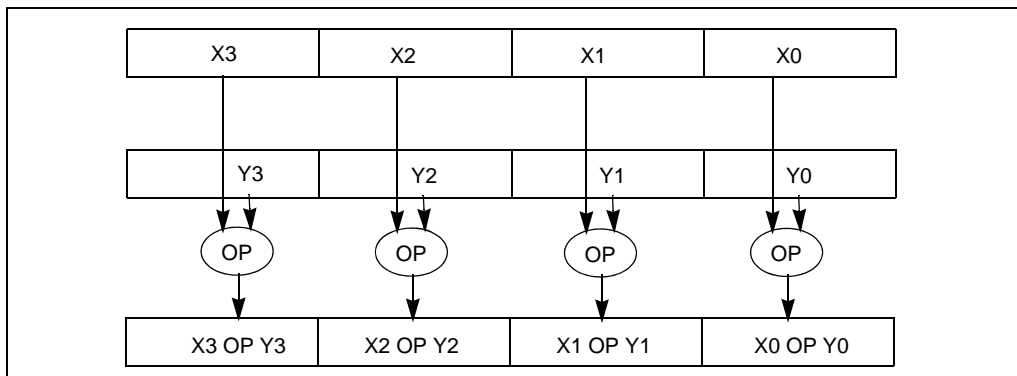 X3 X2 X1 X0
Y3 Y2 Y1 Y0
OP OP OP OP
X3 OP Y3 X2 OP Y2 X1 OP Y1 X0 OP Y0